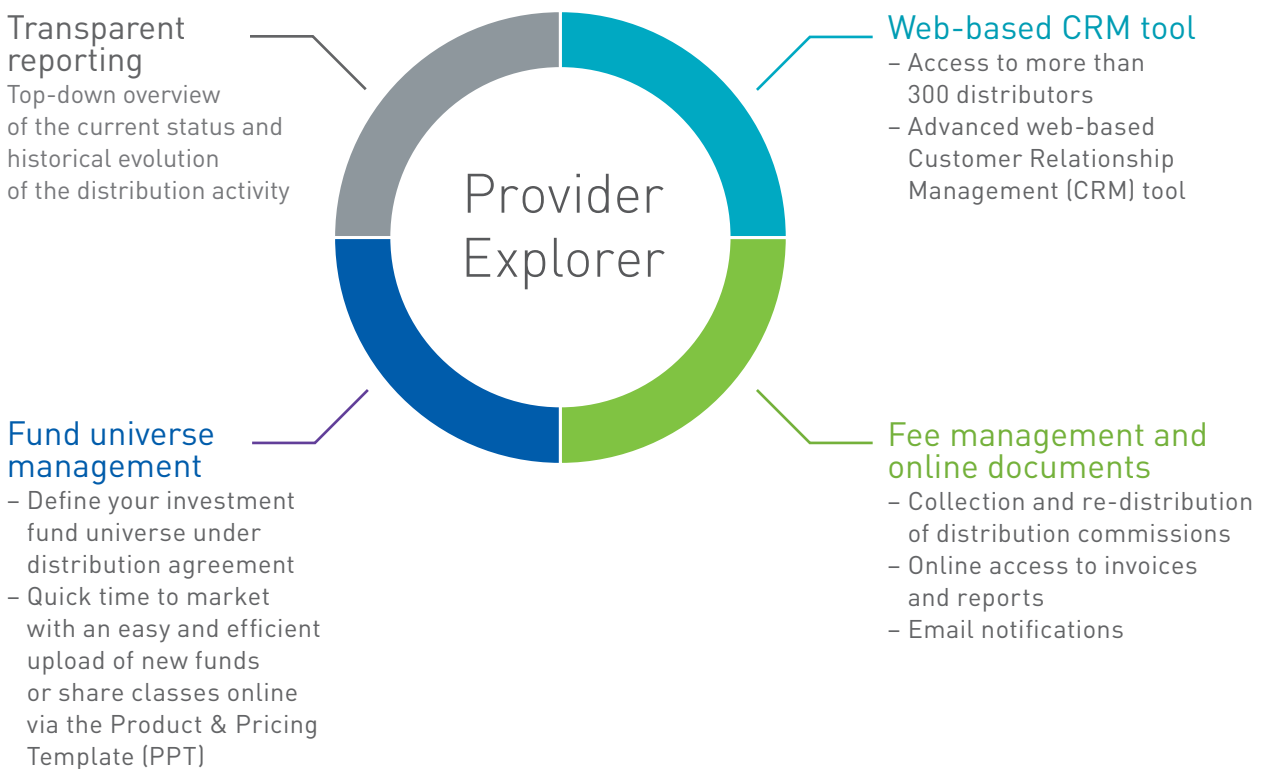 Transparent
reporting
Top-down overview
of the current status and
historical evolution
of the distribution activity
Web-based CRM tool
– Access to more than
300 distributors
– Advanced web-based
Customer Relationship
Management (CRM) tool
Provider
Explorer
Fund universe
management
– Define your investment
fund universe under
distribution agreement
– Quick time to market
with an easy and efficient
upload of new funds
or share classes online
via the Product & Pricing
Template (PPT)
Fee management and
online documents
– Collection and re-distribution
of distribution commissions
– Online access to invoices
and reports
– Email notifications